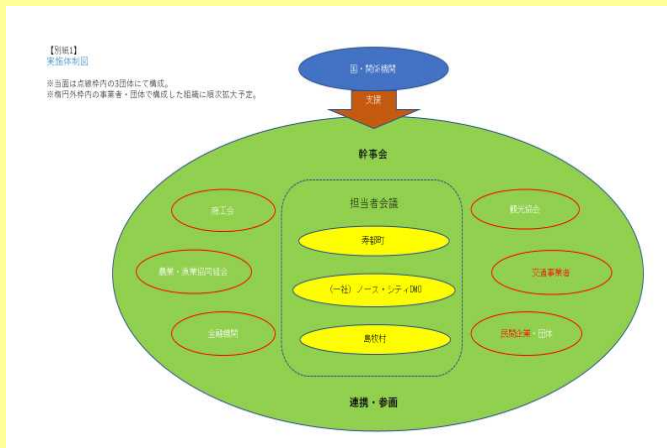 【別紙1】
実施体制図
※当面は点線枠内の3団体にて構成。
※楕円外枠内の事業者・団体で構成した組織に順次拡大予定。
国・関係機関
支援
幹事会
担当者会議
商工会
観光協会
寿都町
農業・漁業協同組合
交通事業者
（一社）ノース・シティDMO
金融機関
民間企業・団体
島牧村
連携・参画